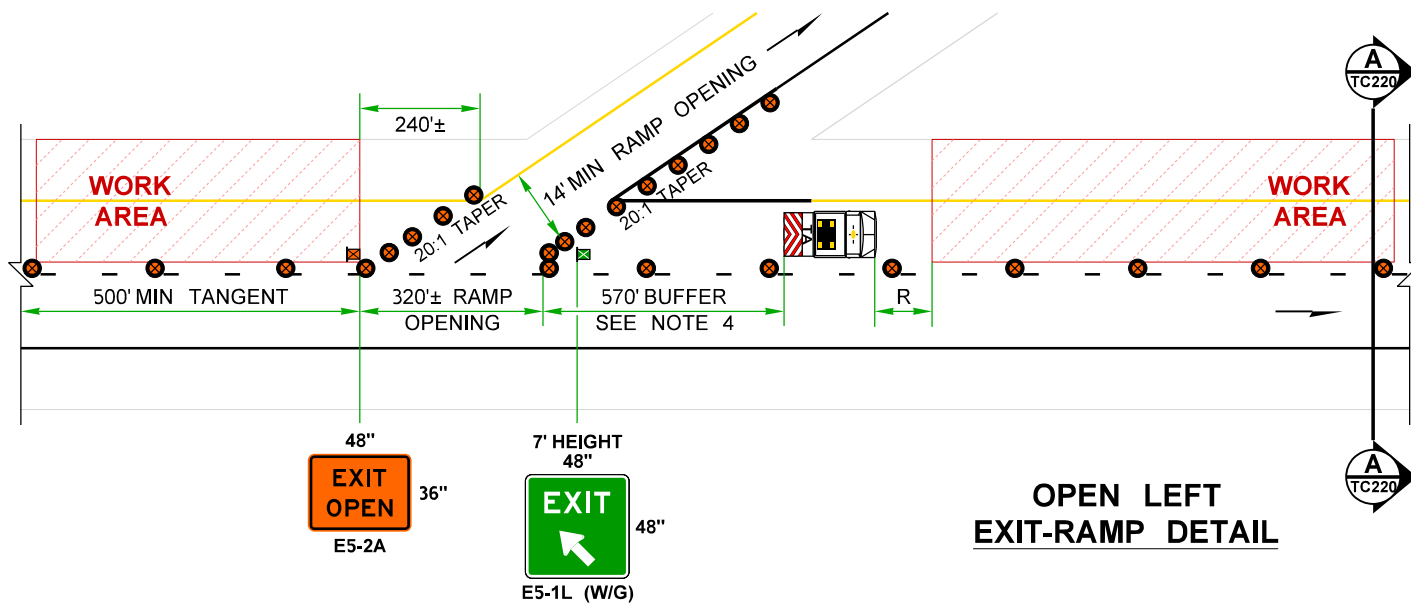 A
TC220
240'±
14' MIN RAMP OPENING
WORK
AREA
WORK
AREA
20:1 TAPER
20:1 TAPER
TA
500' MIN TANGENT
320'± RAMP
OPENING
570' BUFFER
SEE NOTE 4
R
48"
EXIT
OPEN
36"
E5-2A
7' HEIGHT
48"
EXIT
48"
E5-1L (W/G)
OPEN LEFT
EXIT-RAMP DETAIL
A
TC220